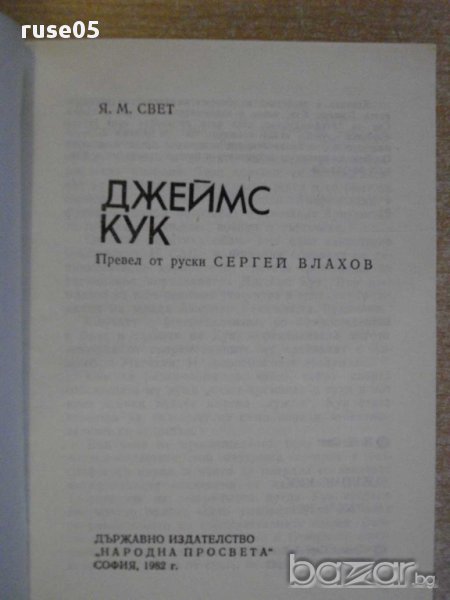 ruse05
Я. М. СВЕТ
ДЖЕЙМС
КУК
Превел от руски СЕРГЕЙ ВЛАХОВ
ДЪРЖАВНО ИЗДАТЕЛСТВО
„НАРОДНА ПРОСВЕТА“
СОФИЯ, 1982 г.
bazar.bg